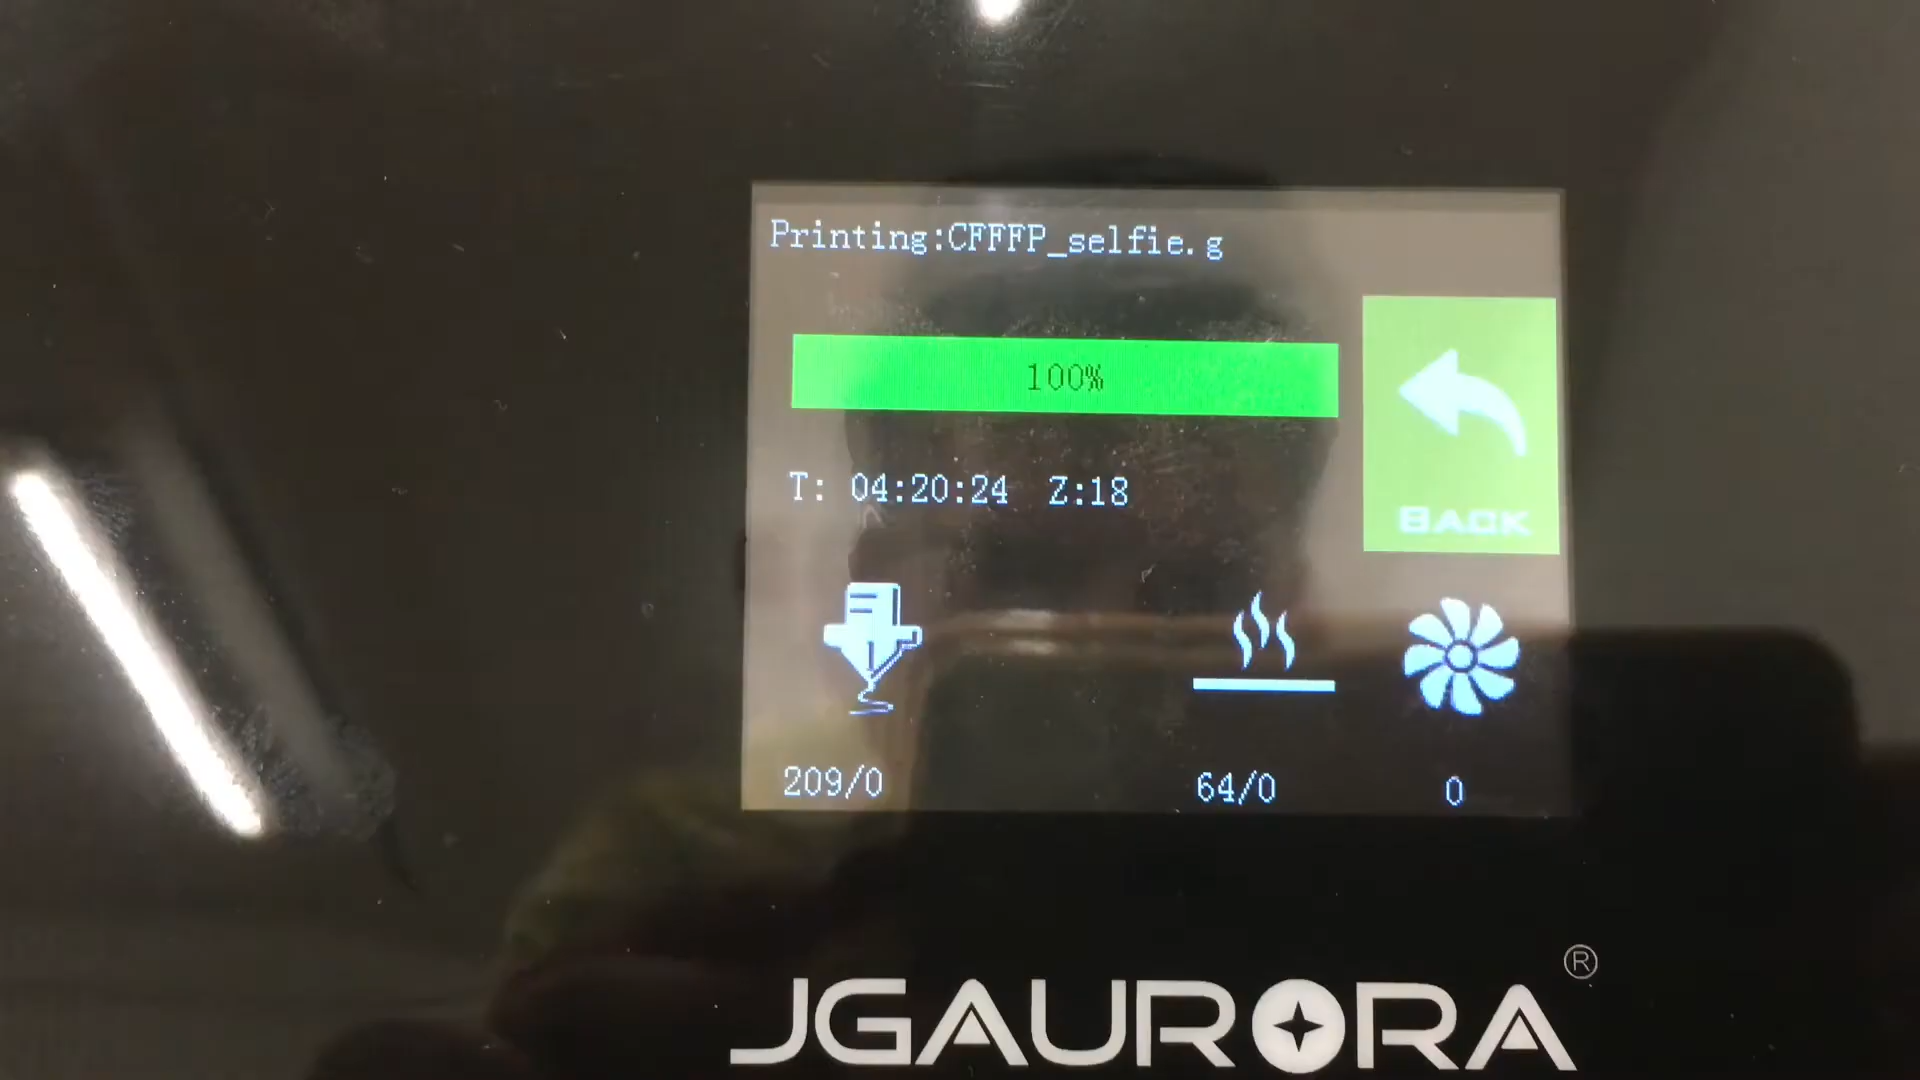 Printing:CFFFP_selfie.g
100%
T: 04:20:24 Z:18
BACK
209/0
64/0
0
JGAURORA®